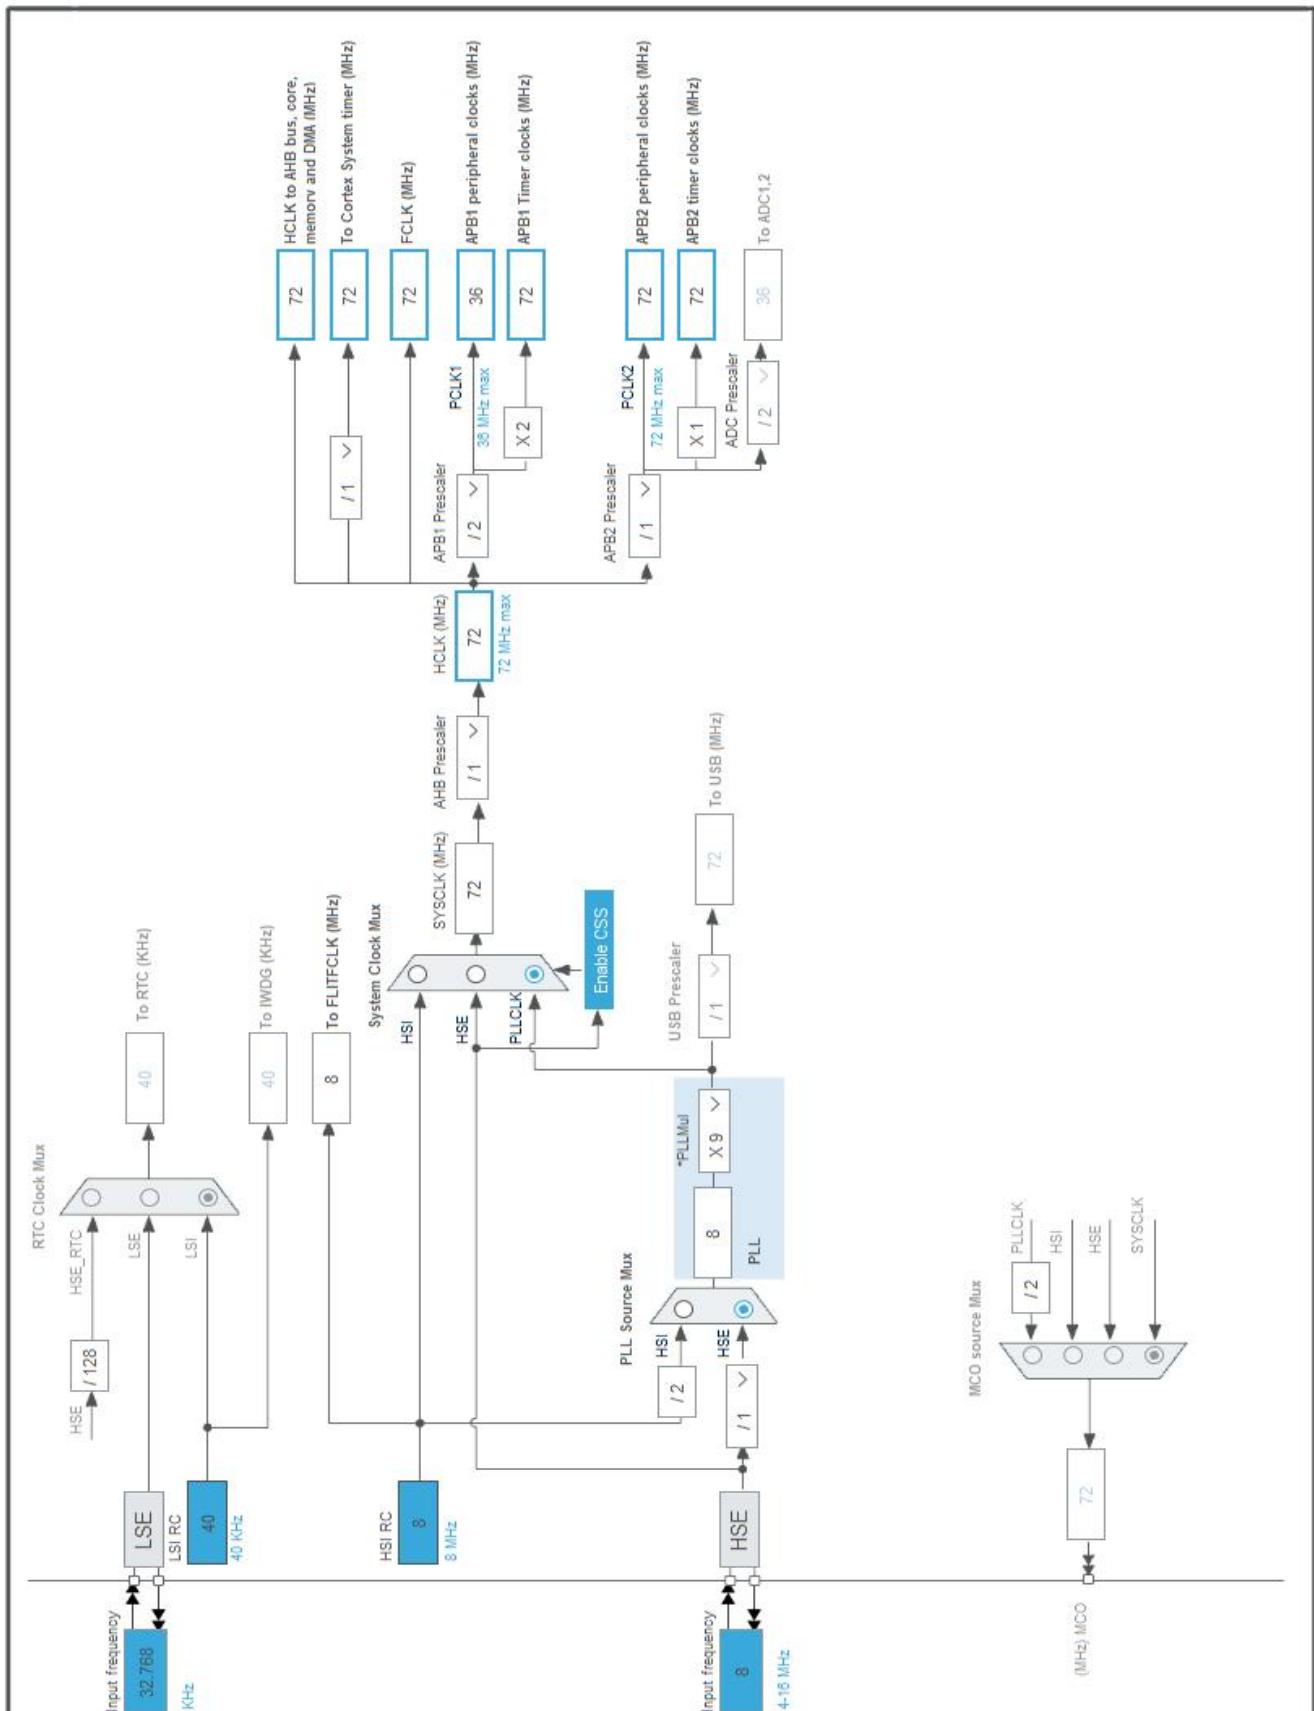 RTC Clock Mux
HSE
/ 128
HSE_RTC
LSE
LSI
40
To RTC (KHz)
Input frequency
32.768
KHz
LSE
LSI RC
40
40 KHz
40
To IWDG (KHz)
HSI RC
8
8 MHz
8
To FLITFCLK (MHz)
System Clock Mux
HSI
HSE
PLLCLK
Enable CSS
SYSCLK (MHz)
72
AHB Prescaler
/ 1
HCLK (MHz)
72
72 MHz max
/ 1
72
HCLK to AHB bus, core,
memory and DMA (MHz)
72
To Cortex System timer (MHz)
72
FCLK (MHz)
APB1 Prescaler
/ 2
PCLK1
36 MHz max
36
APB1 peripheral clocks (MHz)
X 2
72
APB1 Timer clocks (MHz)
APB2 Prescaler
/ 1
PCLK2
72 MHz max
72
APB2 peripheral clocks (MHz)
X 1
72
APB2 timer clocks (MHz)
ADC Prescaler
/ 2
36
To ADC1,2
PLL Source Mux
/ 2
HSI
HSE
/ 1
Input frequency
8
4-16 MHz
HSE
8
*PLLMul
X 9
PLL
USB Prescaler
/ 1
72
To USB (MHz)
MCO source Mux
/ 2
PLLCLK
HSI
HSE
SYSCLK
72
(MHz) MCO